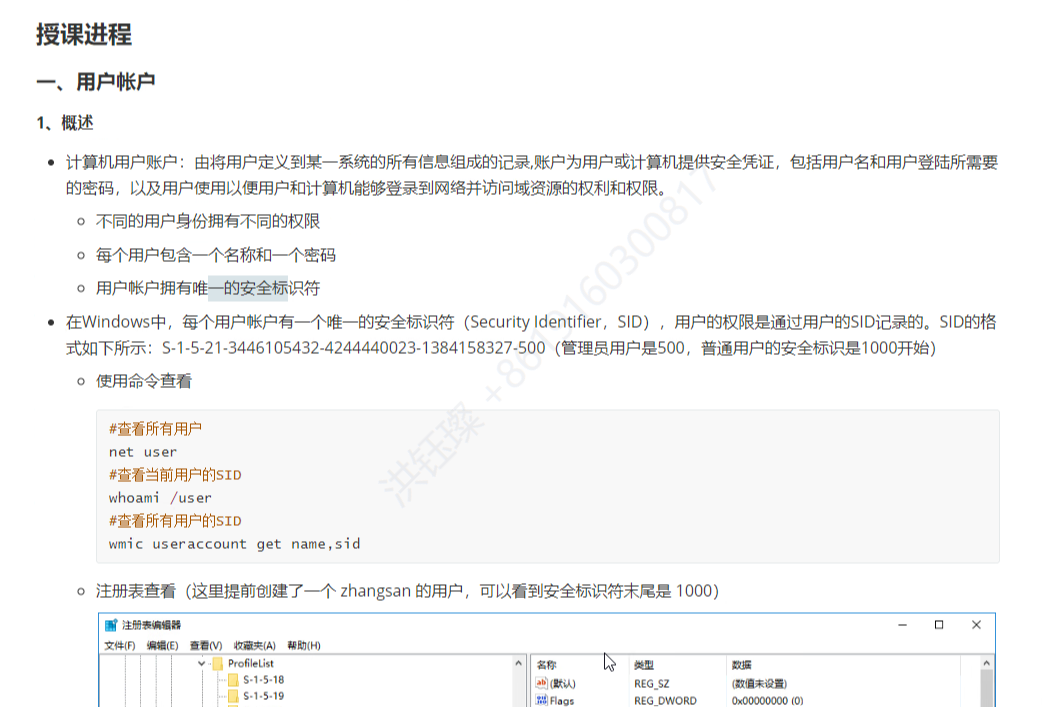 授课进程
一、用户帐户
1、概述
计算机用户账户：由将用户定义到某一系统的所有信息组成的记录,账户为用户或计算机提供安全凭证，包括用户名和用户登陆所需要
的密码，以及用户使用以便用户和计算机能够登录到网络并访问域资源的权利和权限。
不同的用户身份拥有不同的权限
每个用户包含一个名称和一个密码
用户帐户拥有唯一的安全标识符
在Windows中，每个用户帐户有一个唯一的安全标识符（Security Identifier，SID），用户的权限是通过用户的SID记录的。SID的格
式如下所示：S-1-5-21-3446105432-4244440023-1384158327-500（管理员用户是500，普通用户的安全标识是1000开始）
使用命令查看
#查看所有用户
net user
#查看当前用户的SID
whoami /user
#查看所有用户的SID
wmic useraccount get name,sid
注册表查看（这里提前创建了一个 zhangsan 的用户，可以看到安全标识符末尾是 1000）
注册表编辑器
文件(F) 编辑(E) 查看(V) 收藏夹(A) 帮助(H)
ProfileList
S-1-5-18
S-1-5-19
名称 类型 数据
(默认) REG_SZ (数值未设置)
Flags REG_DWORD 0x00000000 (0)